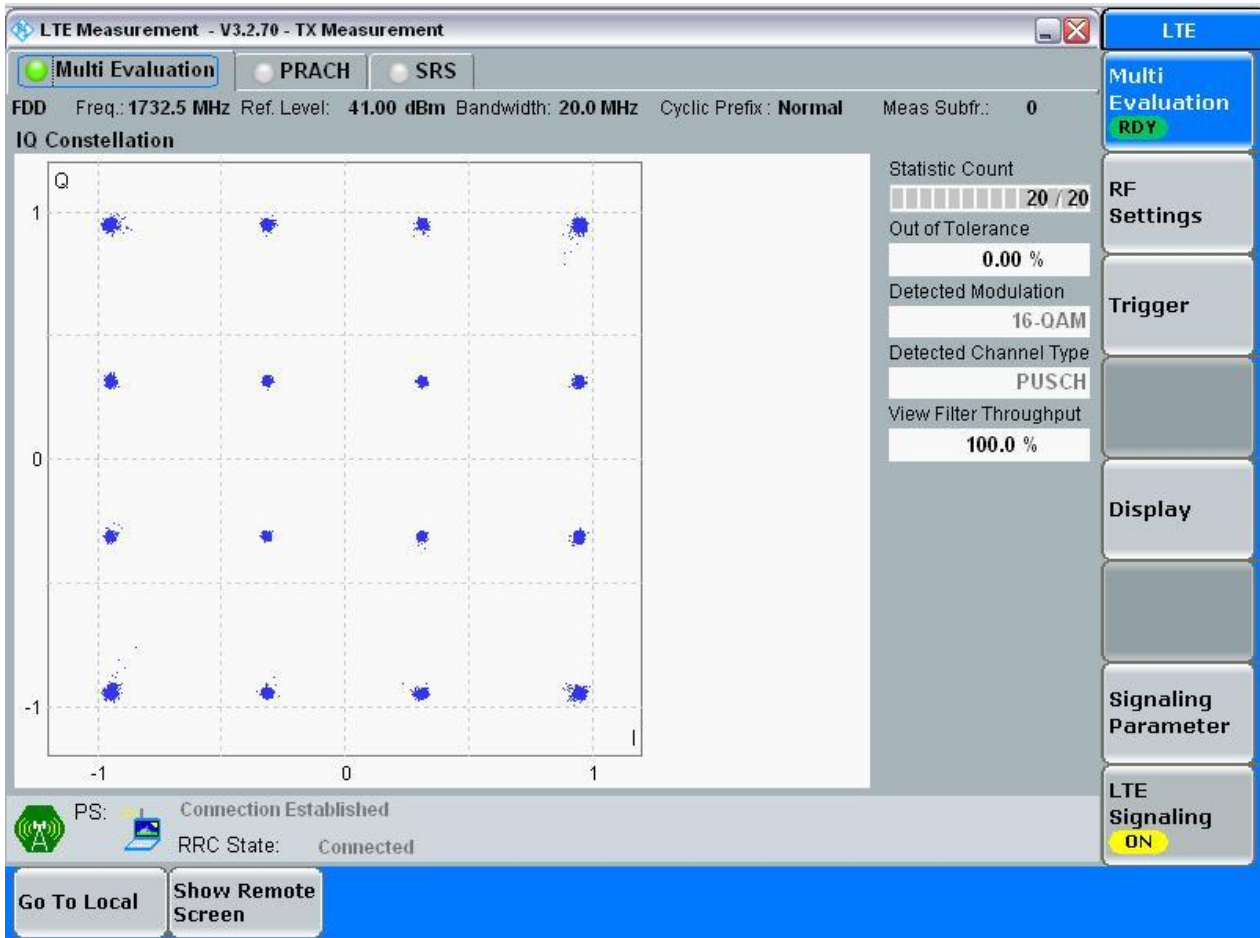 LTE Measurement - V3.2.70 - TX Measurement
LTE
Multi Evaluation PRACH SRS
FDD Freq.: 1732.5 MHz Ref. Level: 41.00 dBm Bandwidth: 20.0 MHz Cyclic Prefix : Normal Meas Subfr.: 0
IQ Constellation
Q
1
0
-1
-1 0 1
I
Statistic Count
20 / 20
Out of Tolerance
0.00 %
Detected Modulation
16-QAM
Detected Channel Type
PUSCH
View Filter Throughput
100.0 %
Multi
Evaluation
RDY
RF
Settings
Trigger
Display
Signaling
Parameter
LTE
Signaling
ON
PS: Connection Established
RRC State: Connected
Go To Local
Show Remote
Screen